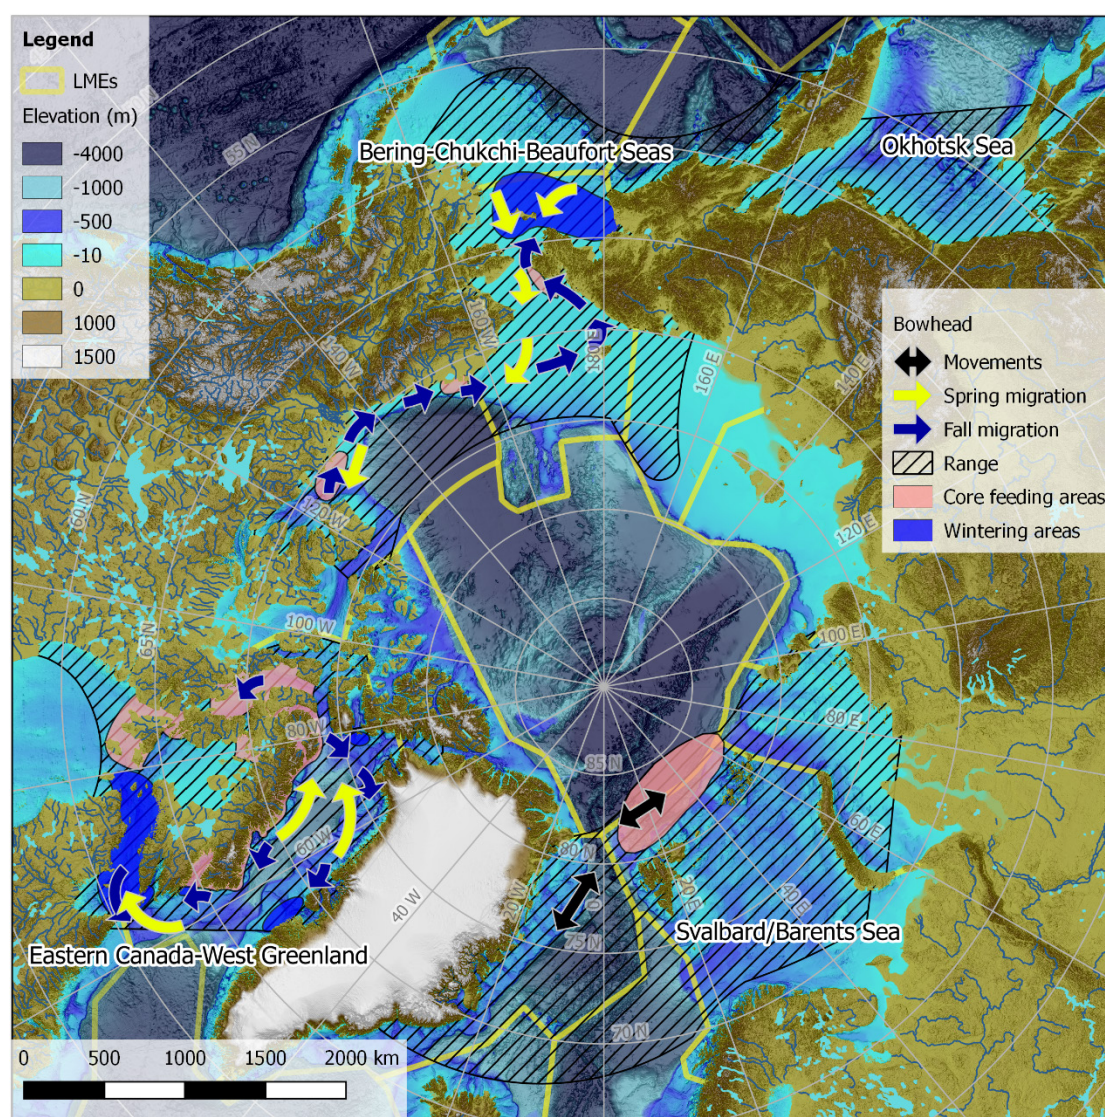 Legend
LMEs
Elevation (m)
-4000
-1000
-500
-10
0
1000
1500
55 N
Bering-Chukchi-Beaufort Seas
Okhotsk Sea
Bowhead
Movements
Spring migration
Fall migration
Range
Core feeding areas
Wintering areas
160 W
180 E
160 E
140 E
140 W
120 W
120 E
60 N
100 W
100 E
65 N
80 W
80 E
85 N
60 W
60 E
80 N
40 W
20 W
0
20 E
40 E
75 N
70 N
Svalbard/Barents Sea
Eastern Canada-West Greenland
0 500 1000 1500 2000 km